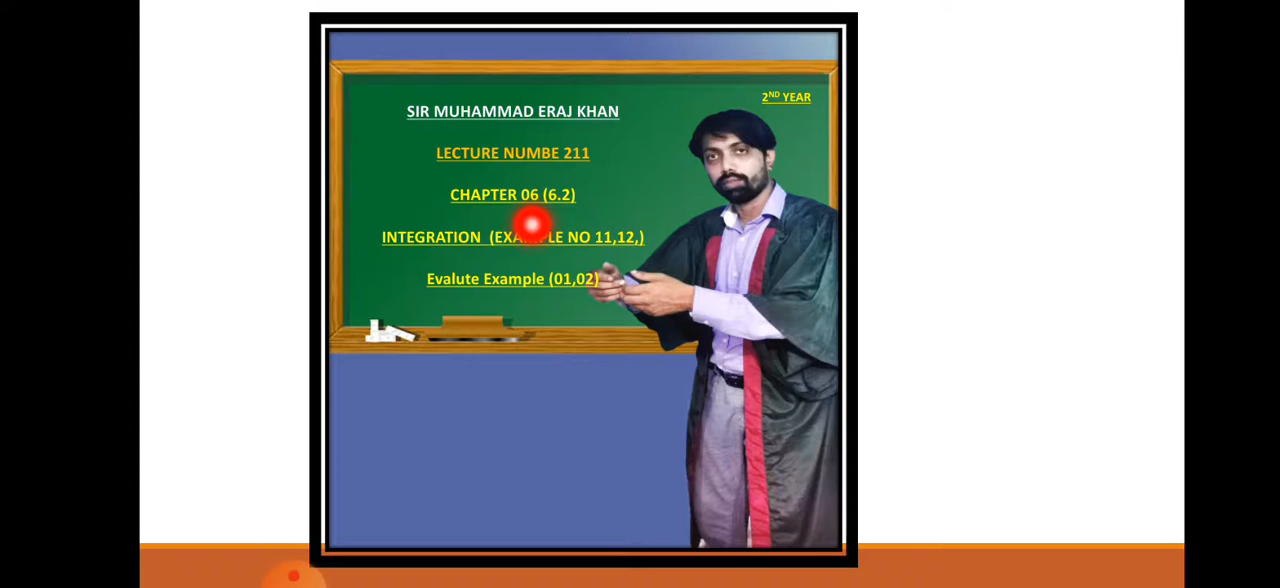 2ND YEAR
SIR MUHAMMAD ERAJ KHAN
LECTURE NUMBE 211
CHAPTER 06 (6.2)
INTEGRATION (EXAMPLE NO 11,12,)
Evalute Example (01,02)